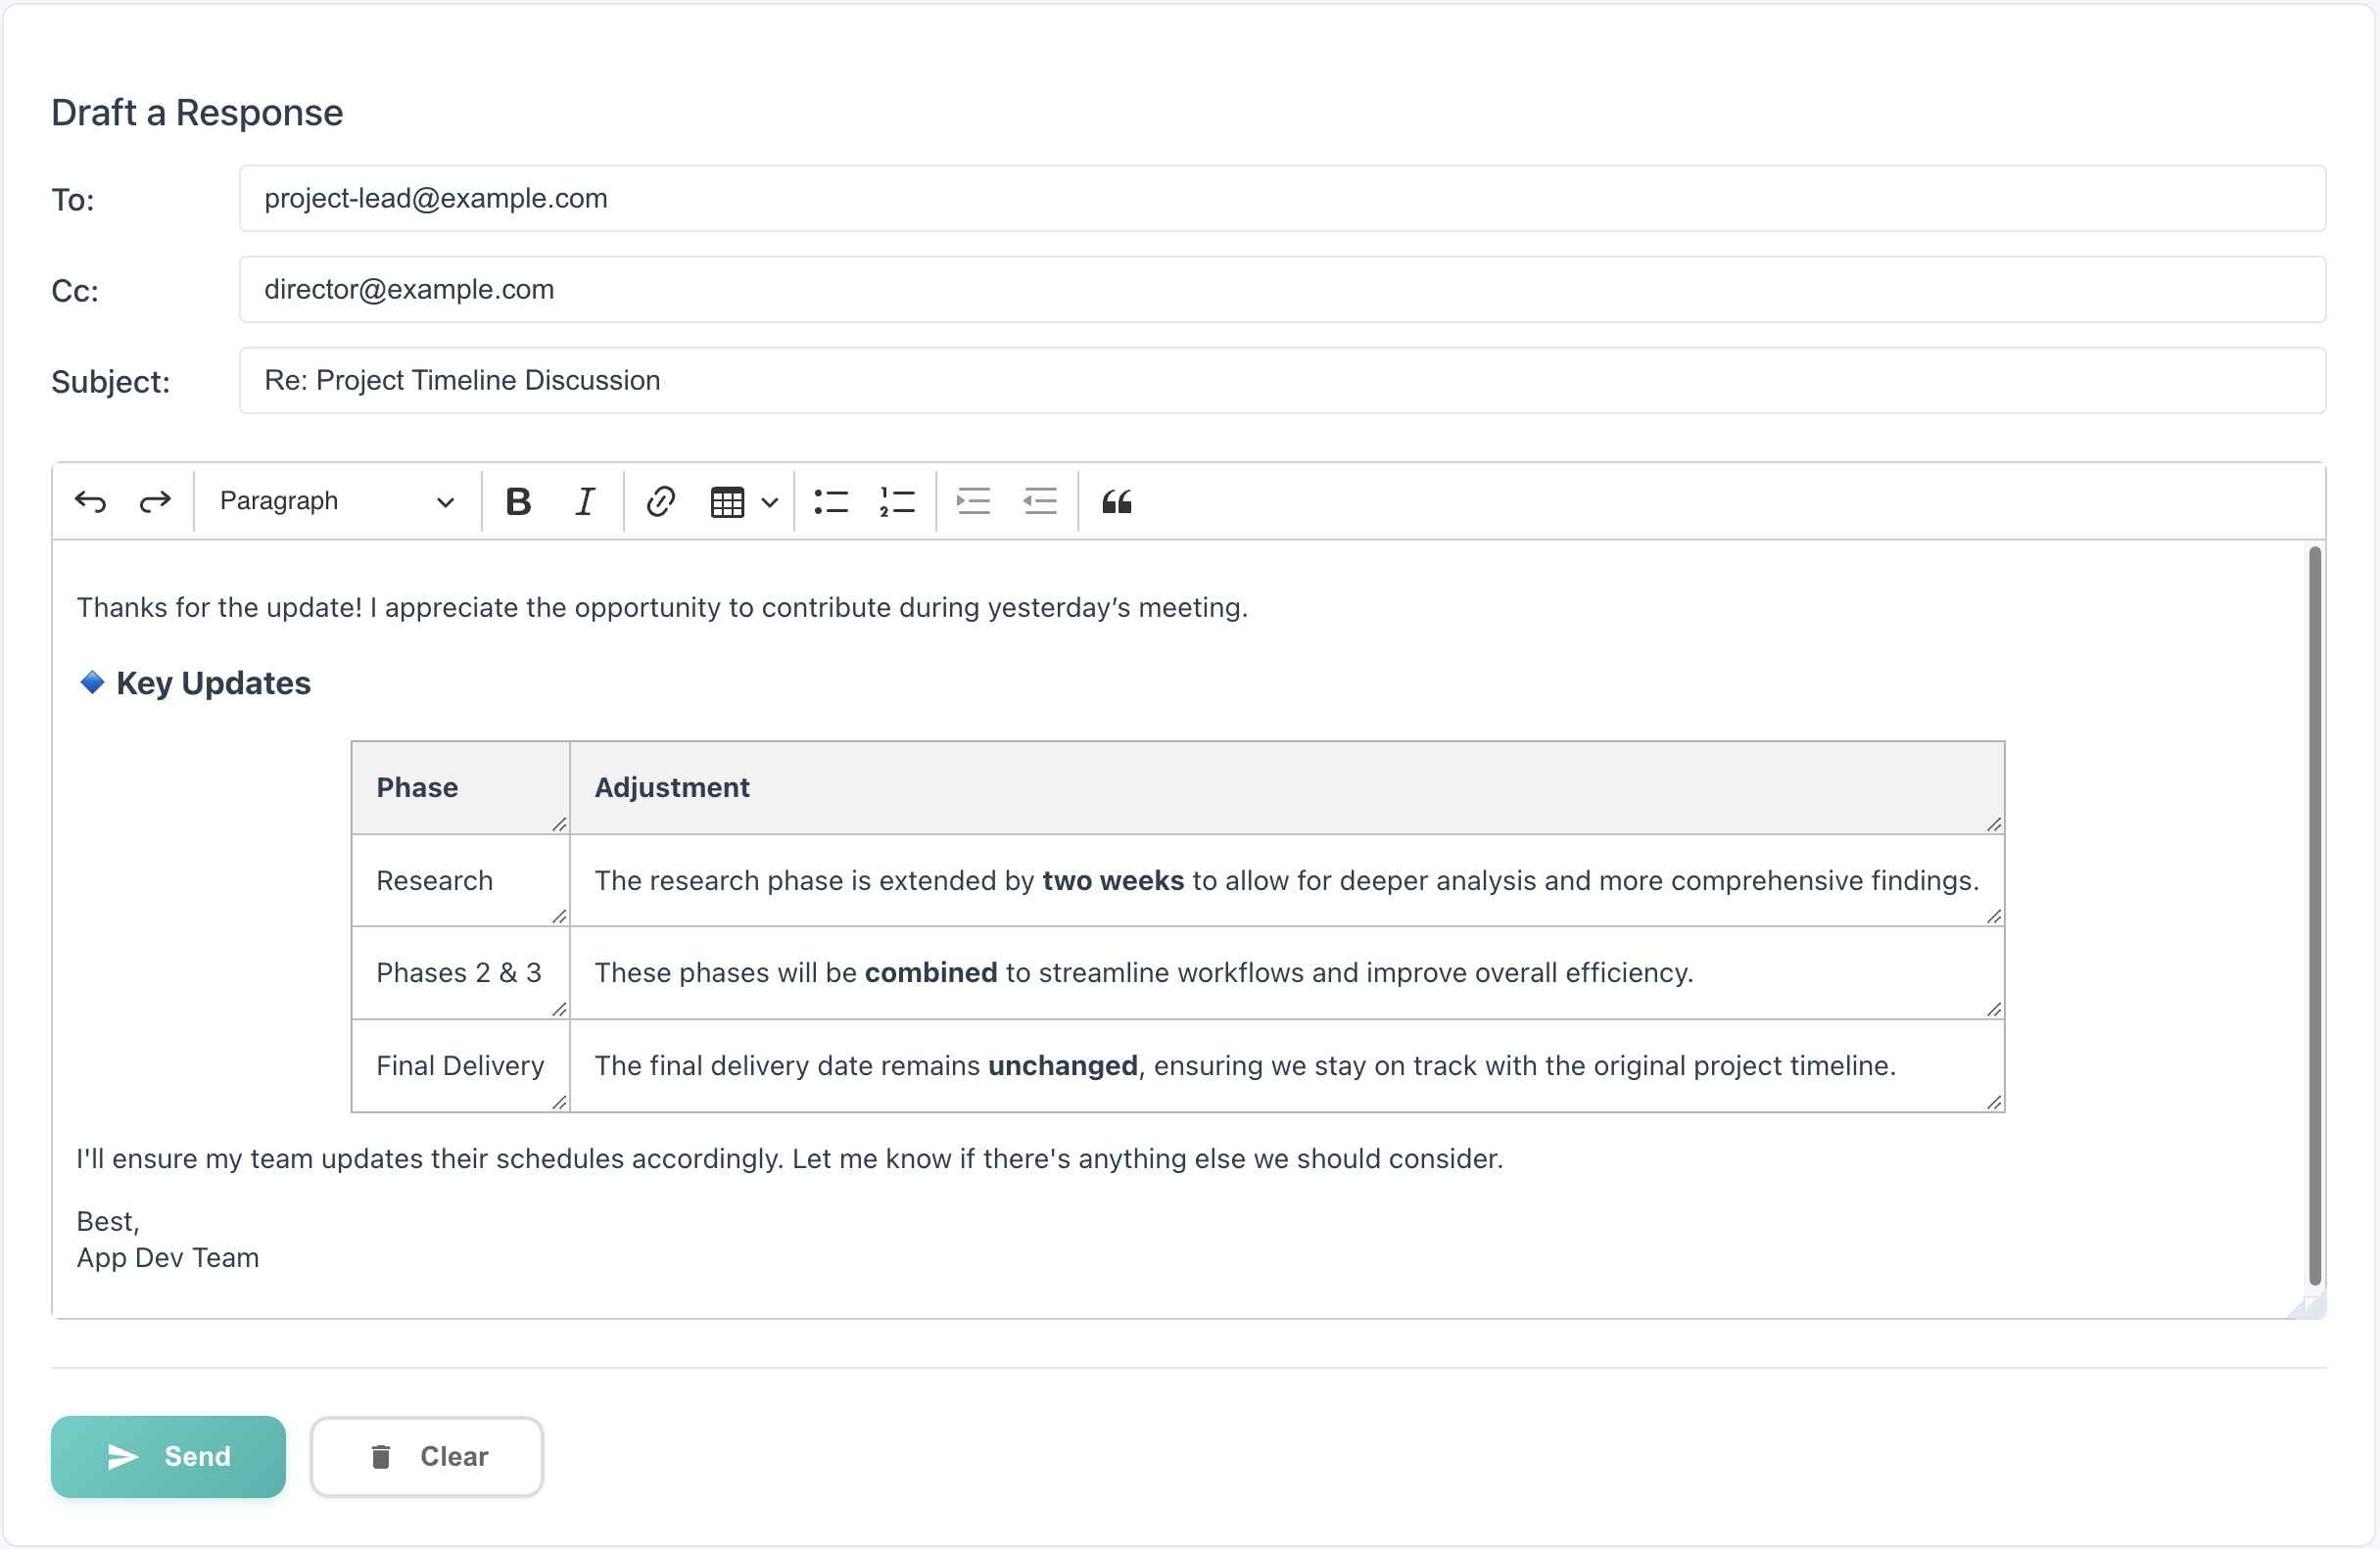 Draft a Response
To:
project-lead@example.com
Cc:
director@example.com
Subject:
Re: Project Timeline Discussion
Paragraph
Thanks for the update! I appreciate the opportunity to contribute during yesterday’s meeting.
Key Updates
Phase
Adjustment
Research
The research phase is extended by two weeks to allow for deeper analysis and more comprehensive findings.
Phases 2 & 3
These phases will be combined to streamline workflows and improve overall efficiency.
Final Delivery
The final delivery date remains unchanged, ensuring we stay on track with the original project timeline.
I'll ensure my team updates their schedules accordingly. Let me know if there's anything else we should consider.
Best,
App Dev Team
Send
Clear